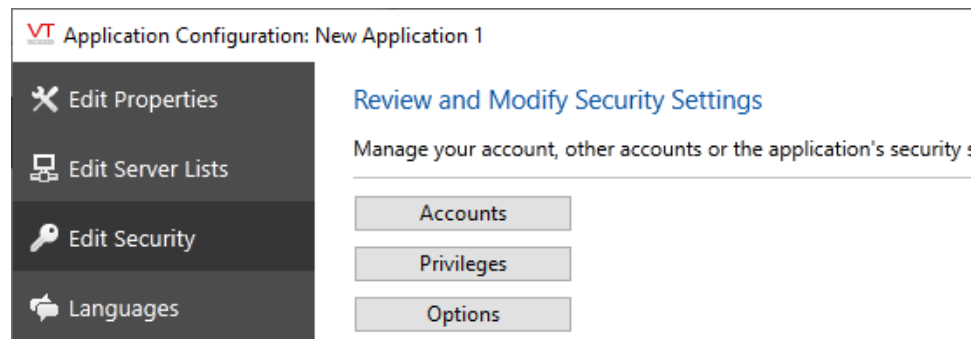 VT Application Configuration: New Application 1
Edit Properties
Edit Server Lists
Edit Security
Languages
Review and Modify Security Settings
Manage your account, other accounts or the application's security
Accounts
Privileges
Options